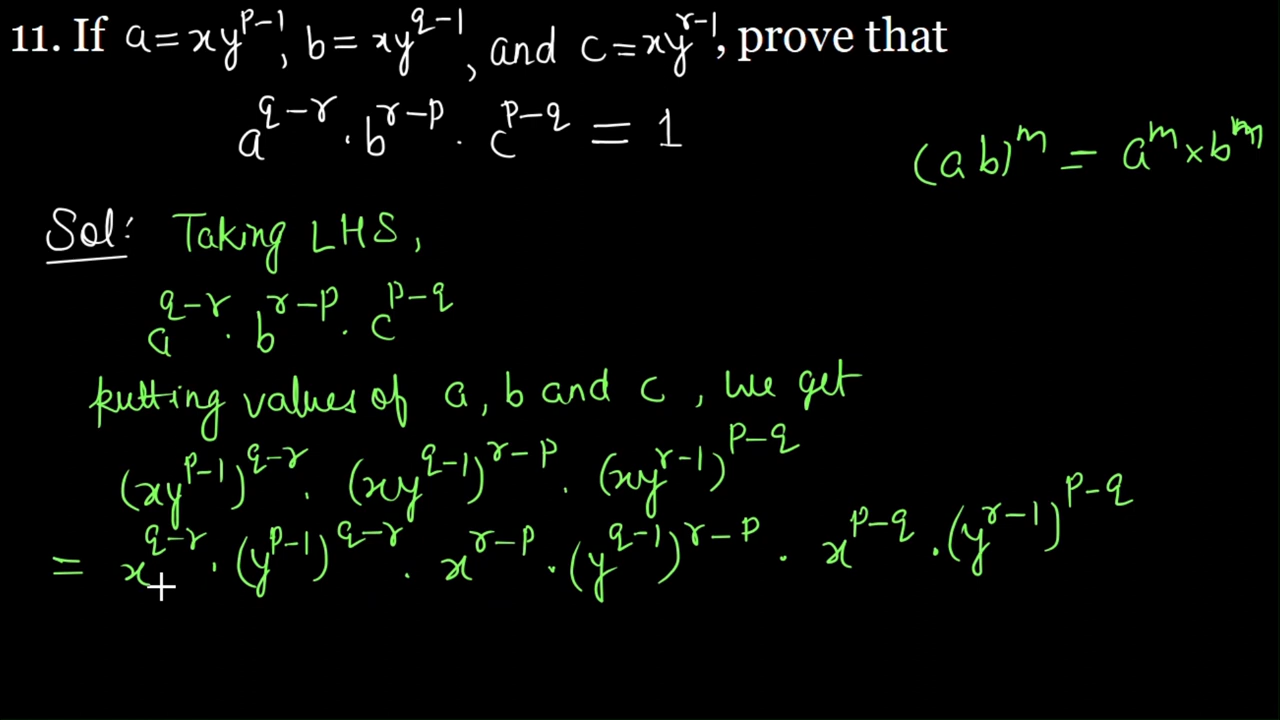 11. If a = xy^{p-1}, b = xy^{q-1}, and c = xy^{r-1}, prove that
a^{q-r} · b^{r-p} · c^{p-q} = 1
(ab)^m = a^m × b^m
Sol: Taking LHS,
a^{q-r} · b^{r-p} · c^{p-q}
putting values of a, b and c, we get
(xy^{p-1})^{q-r} · (xy^{q-1})^{r-p} · (xy^{r-1})^{p-q}
= x^{q-r} · (y^{p-1})^{q-r} · x^{r-p} · (y^{q-1})^{r-p} · x^{p-q} · (y^{r-1})^{p-q}